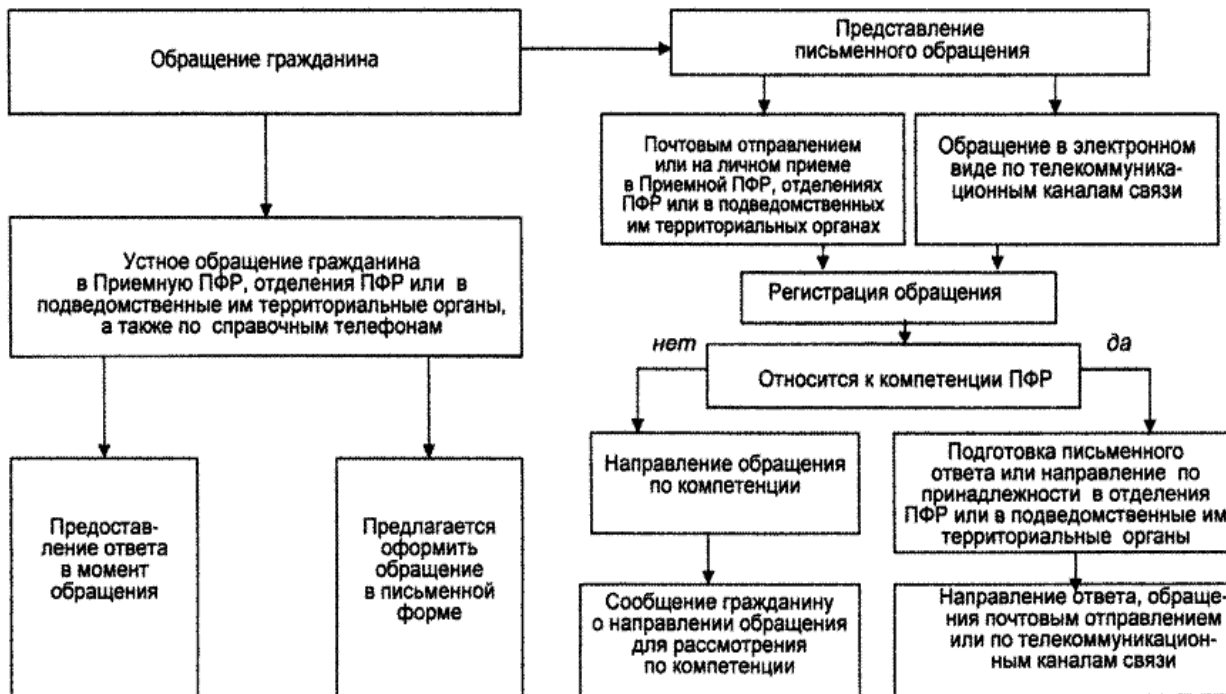 Обращение гражданина
Представление
письменного обращения
Почтовым отправлением
или на личном приеме
в Приемной ПФР, отделениях
ПФР или в подведомственных
им территориальных органах
Обращение в электронном
виде по телекоммуника-
ционным каналам связи
Устное обращение гражданина
в Приемную ПФР, отделения ПФР или в
подведомственные им территориальные органы,
а также по справочным телефонам
Регистрация обращения
нет
да
Относится к компетенции ПФР
Предостав-
ление ответа
в момент
обращения
Предлагается
оформить
обращение
в письменной
форме
Направление обращения
по компетенции
Подготовка письменного
ответа или направление по
принадлежности в отделения
ПФР или в подведомственные им
территориальные органы
Сообщение гражданину
о направлении обращения
для рассмотрения
по компетенции
Направление ответа, обраще-
ния почтовым отправлением
или по телекоммуникацион-
ным каналам связи